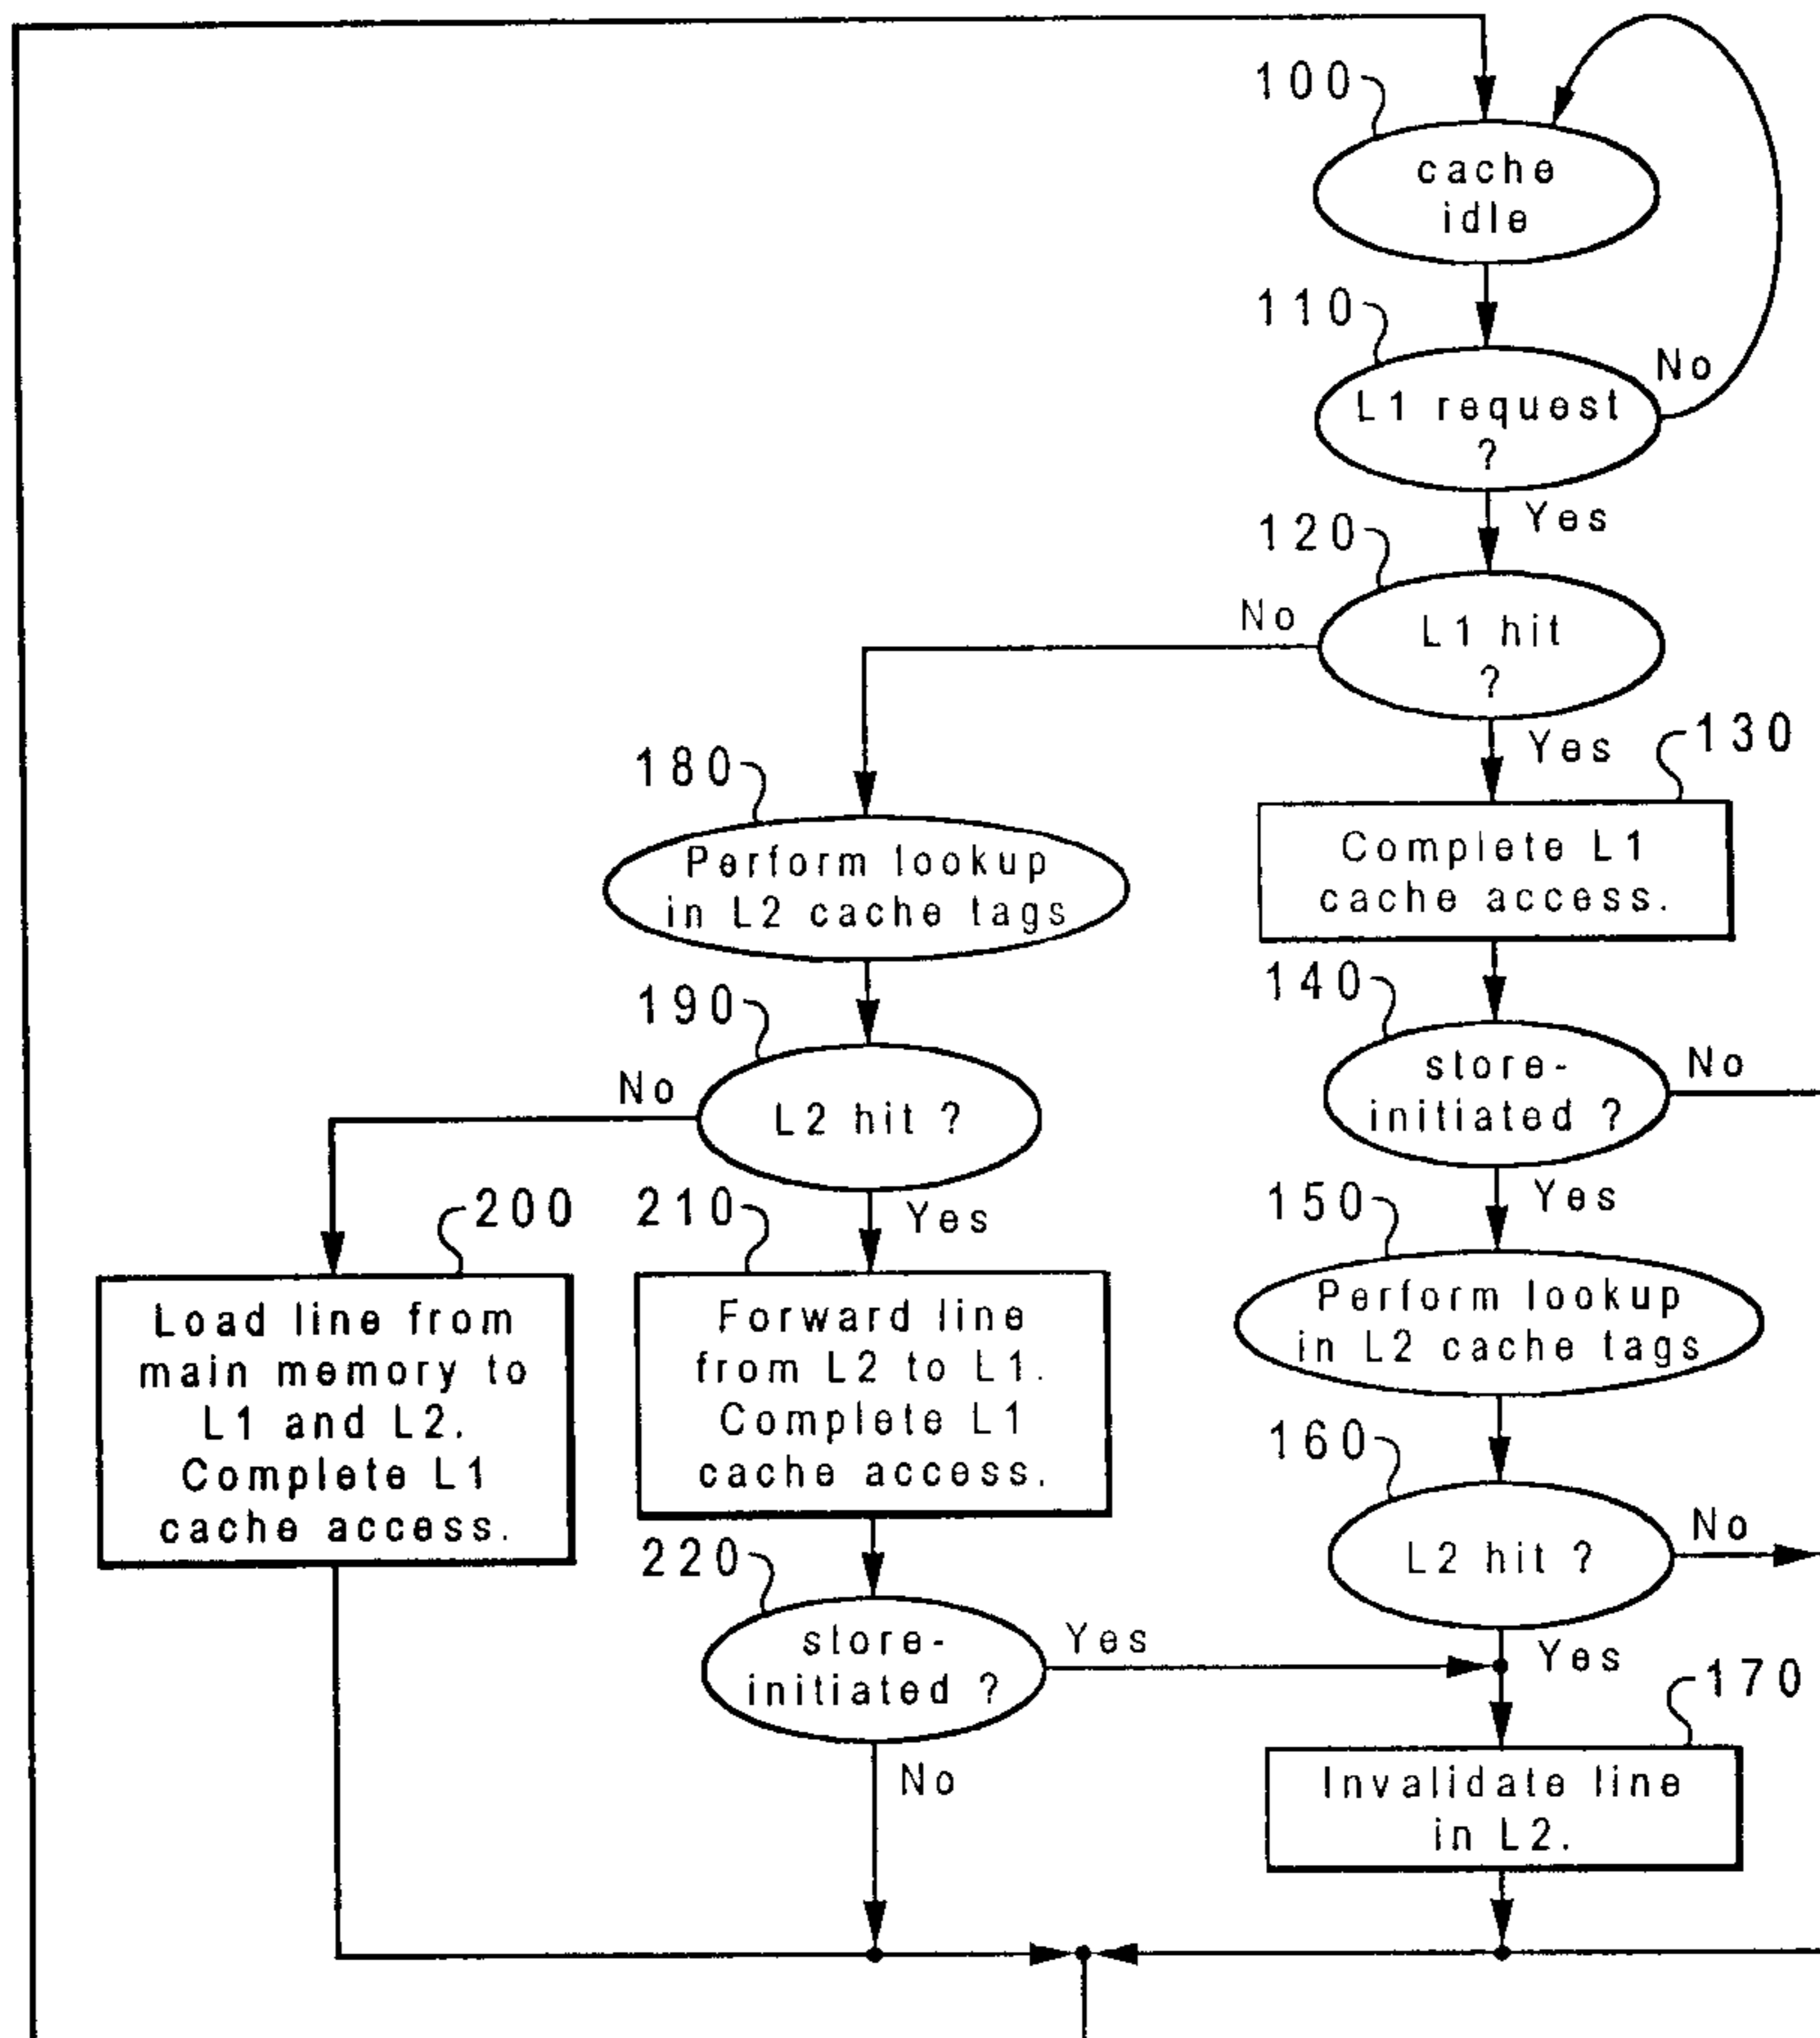 100
cache
idle
110
No
L1 request
?
Yes
120
No
L1 hit
?
Yes
130
180
Complete L1
cache access.
Perform lookup
in L2 cache tags
140
190
store-
initiated ?
No
No
L2 hit ?
Yes
150
200
210
Yes
Perform lookup
in L2 cache tags
Load line from
main memory to
L1 and L2.
Complete L1
cache access.
Forward line
from L2 to L1.
Complete L1
cache access.
160
L2 hit ?
No
220
store-
initiated ?
Yes
Yes
170
No
Invalidate line
in L2.